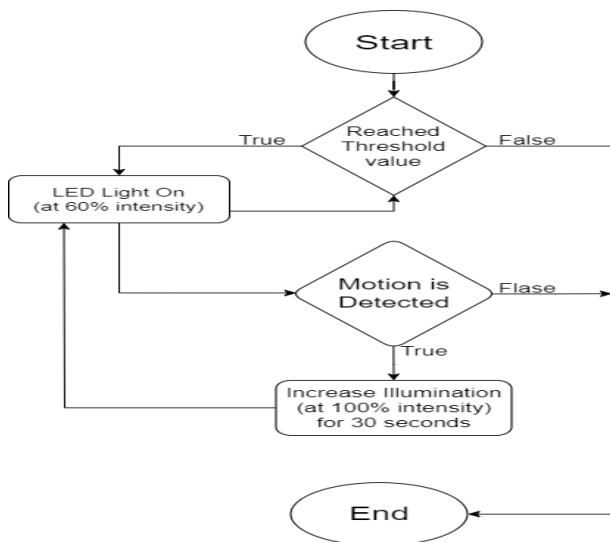 Start
Reached
Threshold
value
True
False
LED Light On
(at 60% intensity)
Motion is
Detected
Flase
True
Increase Illumination
(at 100% intensity)
for 30 seconds
End